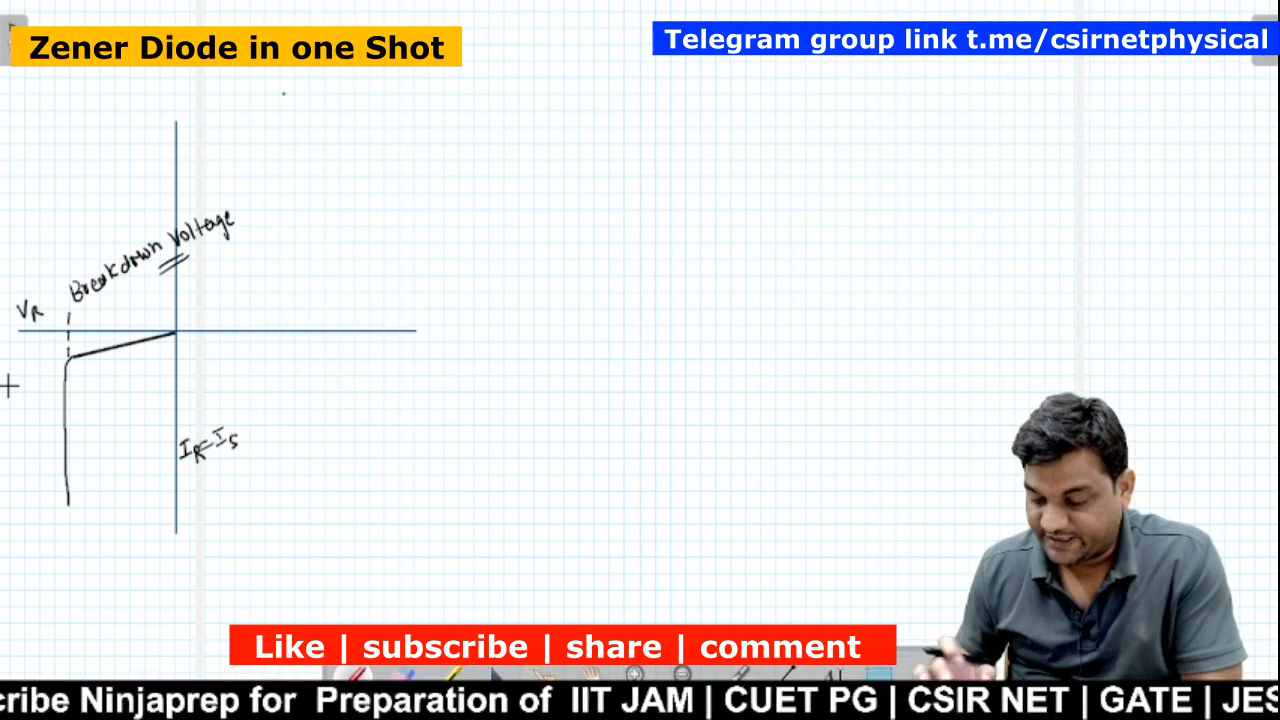 Zener Diode in one Shot
Telegram group link t.me/csirnetphysical
Breakdown Voltage
VR
IR=IS
Like | subscribe | share | comment
cribe Ninjaprep for Preparation of IIT JAM | CUET PG | CSIR NET | GATE | JES